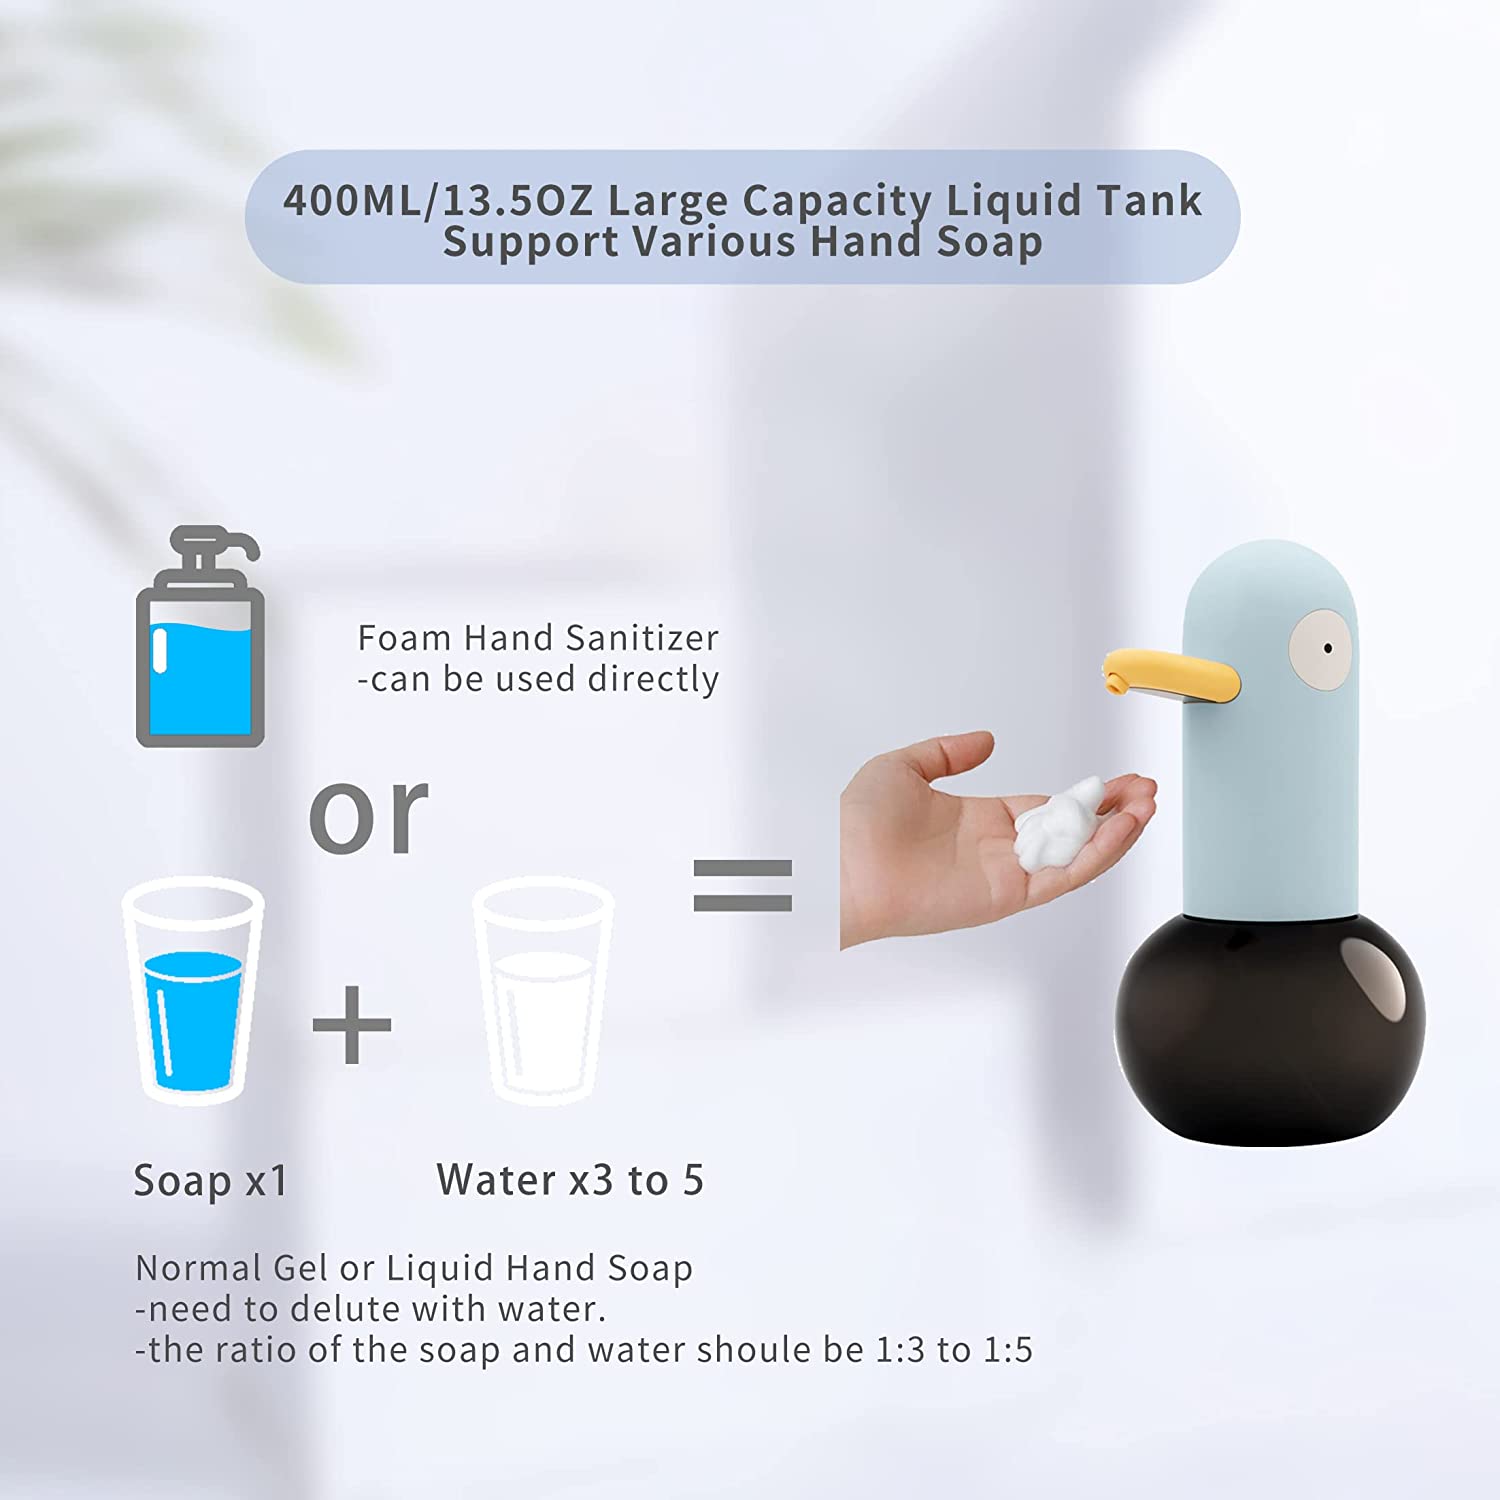 400ML/13.5OZ Large Capacity Liquid Tank
Support Various Hand Soap
Foam Hand Sanitizer
-can be used directly
or
+
=
Soap x1
Water x3 to 5
Normal Gel or Liquid Hand Soap
-need to delute with water.
-the ratio of the soap and water shoule be 1:3 to 1:5